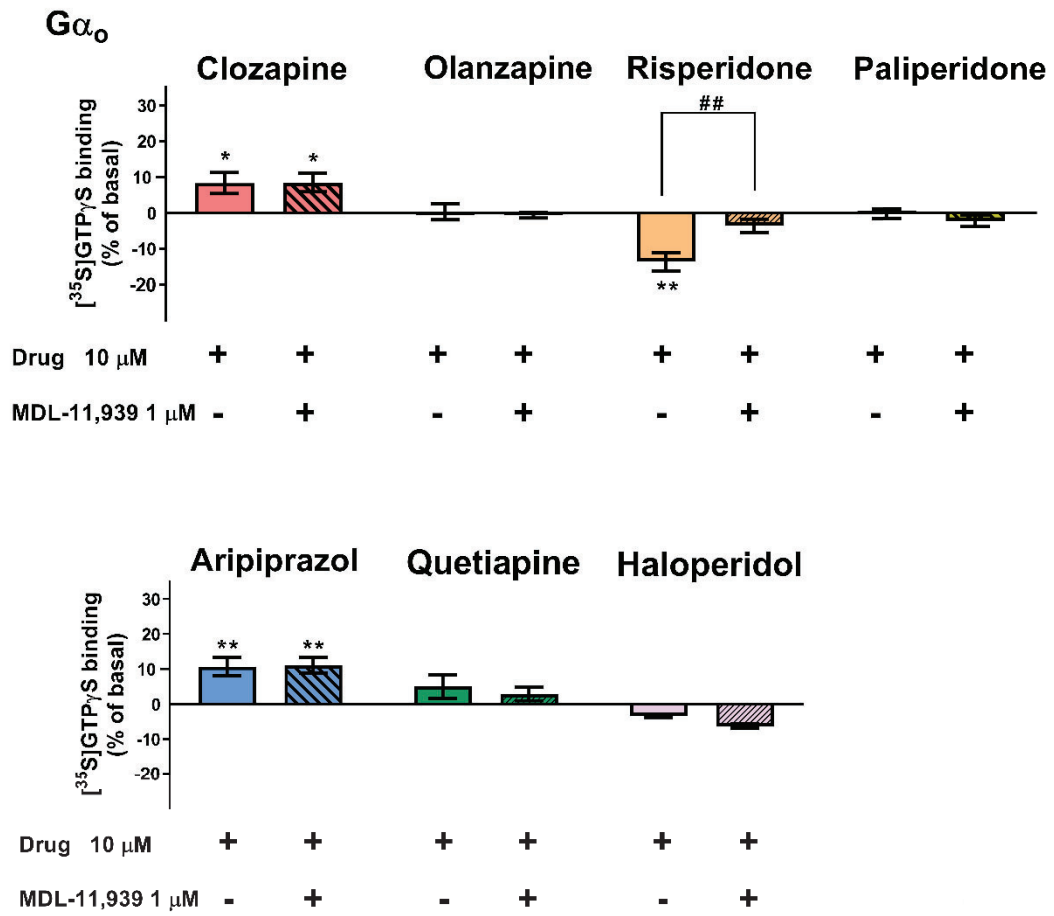 Gαₒ
Clozapine Olanzapine Risperidone Paliperidone
[³⁵S]GTPγS binding
(% of basal)
30
20
10
0
-10
-20
* * ** ##
Drug 10 μM + + + + + + + +
MDL-11,939 1 μM - + - + - + - +
Aripiprazol Quetiapine Haloperidol
[³⁵S]GTPγS binding
(% of basal)
30
20
10
0
-10
-20
** **
Drug 10 μM + + + + + +
MDL-11,939 1 μM - + - + - +